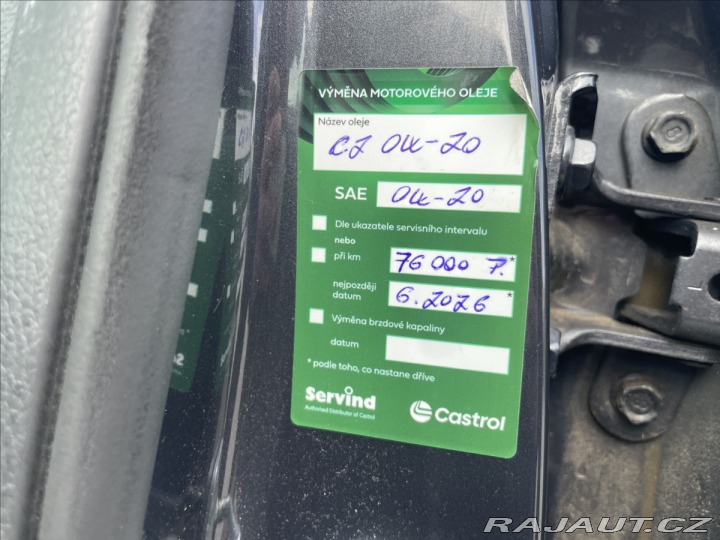 VÝMĚNA MOTOROVÉHO OLEJE
Název oleje
0W-20
SAE 0W-20
Dle ukazatele servisního intervalu
nebo
při km 76 000 *
nejpozději
datum 6.2026 *
Výměna brzdové kapaliny
datum
* podle toho, co nastane dříve
Servind
Authorised Distributor of Castrol
Castrol
RAJAUT.CZ